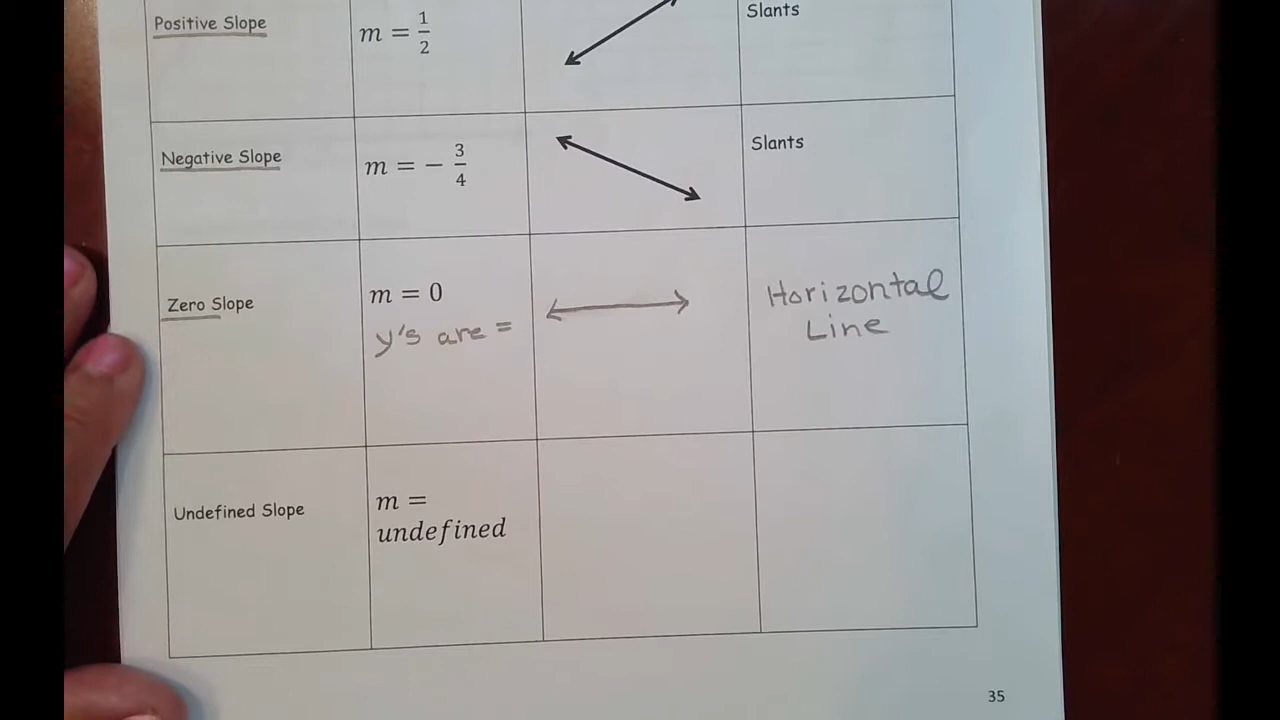 Positive Slope
m = 1/2
Slants
Negative Slope
m = − 3/4
Slants
Zero Slope
m = 0
y's are =
Horizontal
Line
Undefined Slope
m =
undefined
35